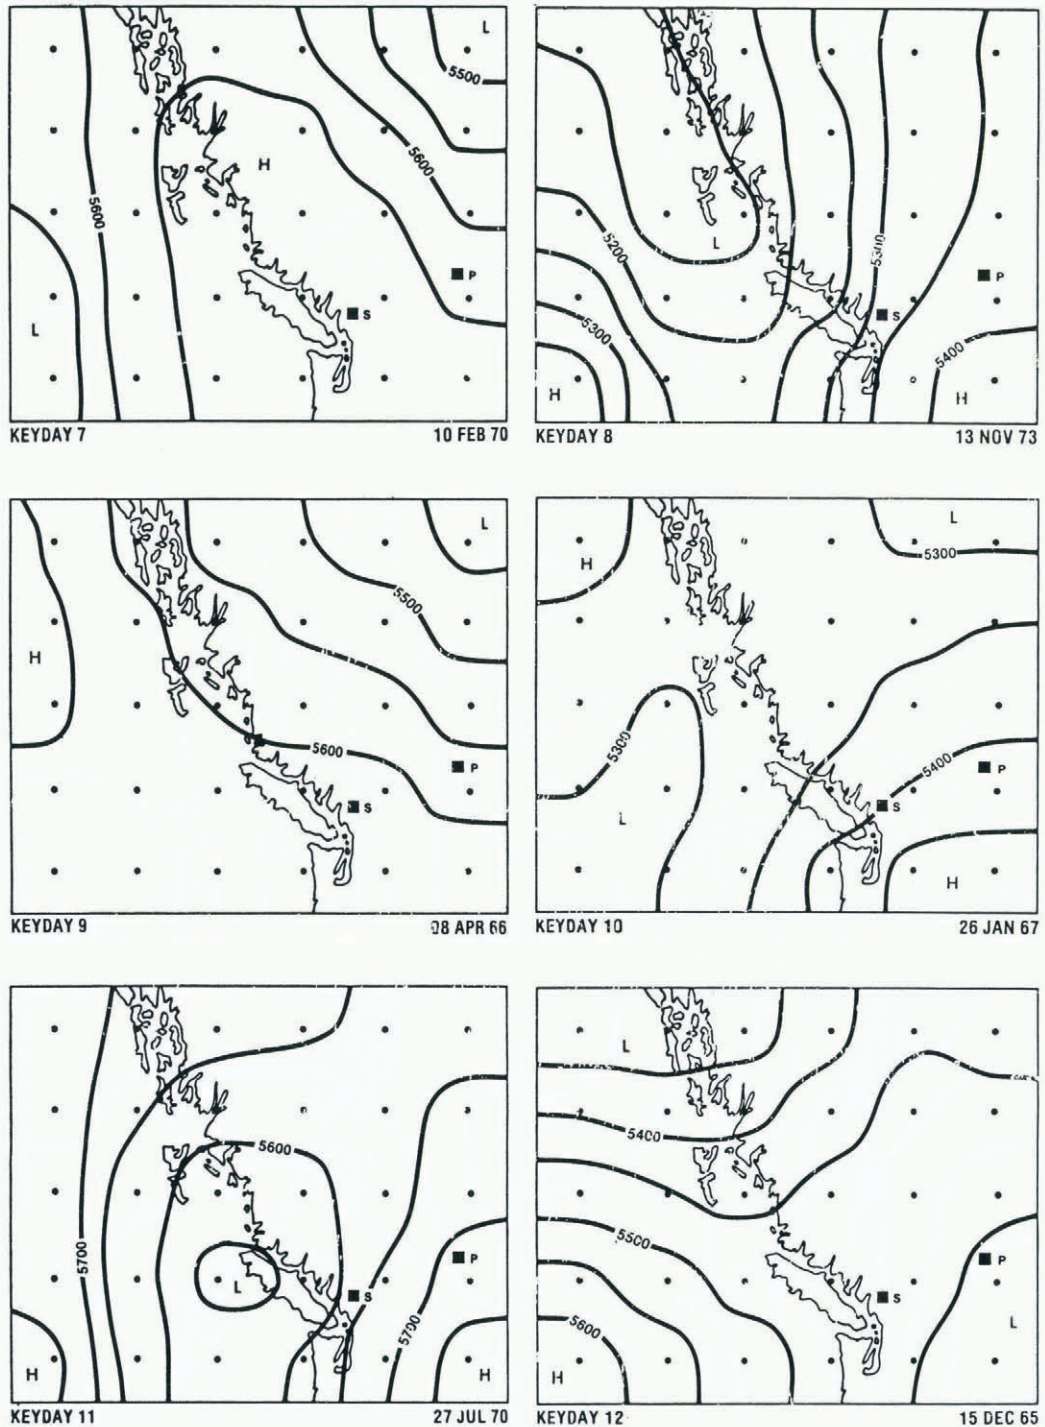 L
5500
5600
H
5600
P
L
S
KEYDAY 7 10 FEB 70
L
5200
5300
P
5300
S
5400
H
H
KEYDAY 8 13 NOV 73
L
5500
H
5600
P
S
KEYDAY 9 08 APR 66
L
H
5300
5300
5400
P
S
L
H
KEYDAY 10 26 JAN 67
5600
5700
P
L
S
5700
H
H
KEYDAY 11 27 JUL 70
L
5400
5500
P
S
5600
L
H
KEYDAY 12 15 DEC 65